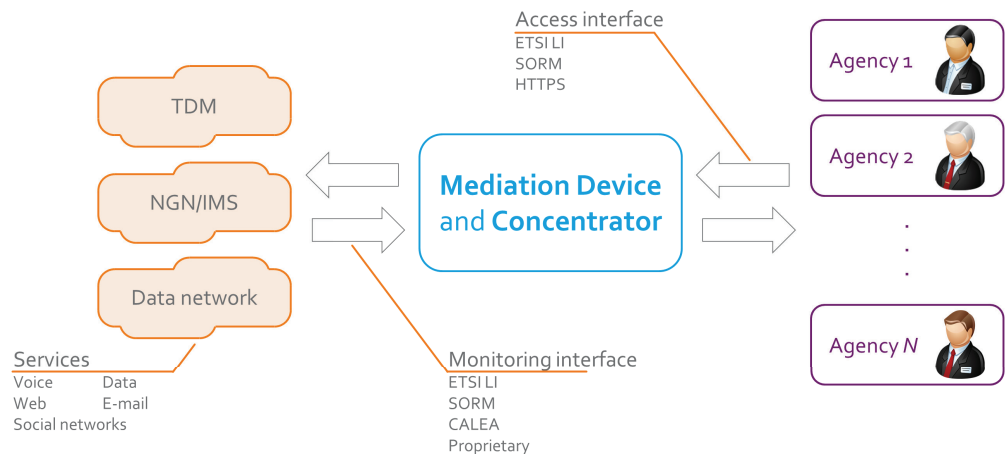 Access interface
ETSI LI
SORM
HTTPS
TDM
NGN/IMS
Data network
Mediation Device
and Concentrator
Agency 1
Agency 2
.
.
.
Agency N
Services
Voice Data
Web E-mail
Social networks
Monitoring interface
ETSI LI
SORM
CALEA
Proprietary